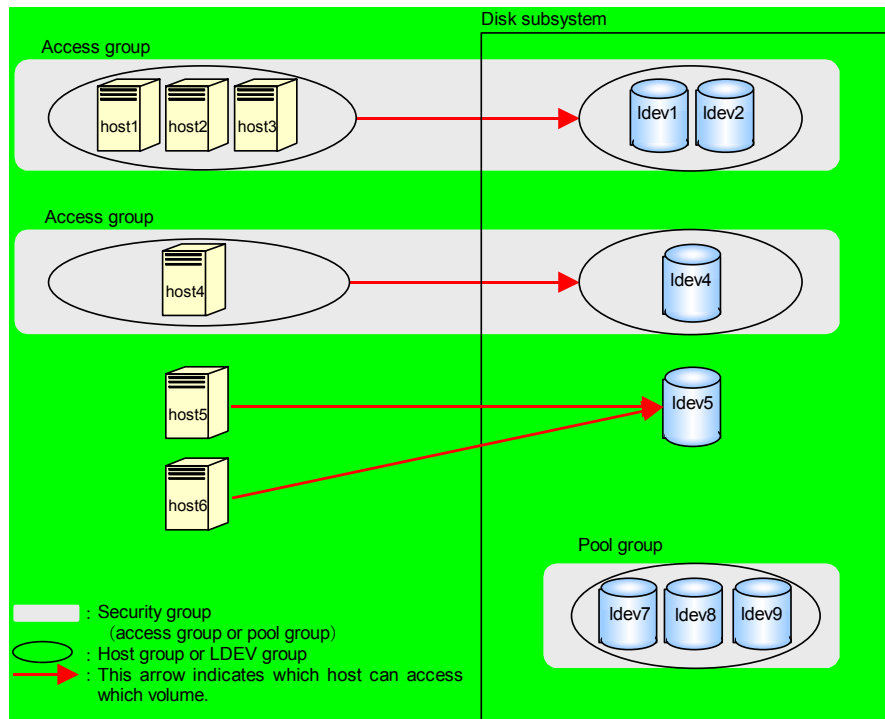 Disk subsystem
Access group
host1 host2 host3
ldev1 ldev2
Access group
host4
ldev4
host5
ldev5
host6
Pool group
ldev7 ldev8 ldev9
: Security group
(access group or pool group)
: Host group or LDEV group
: This arrow indicates which host can access
which volume.